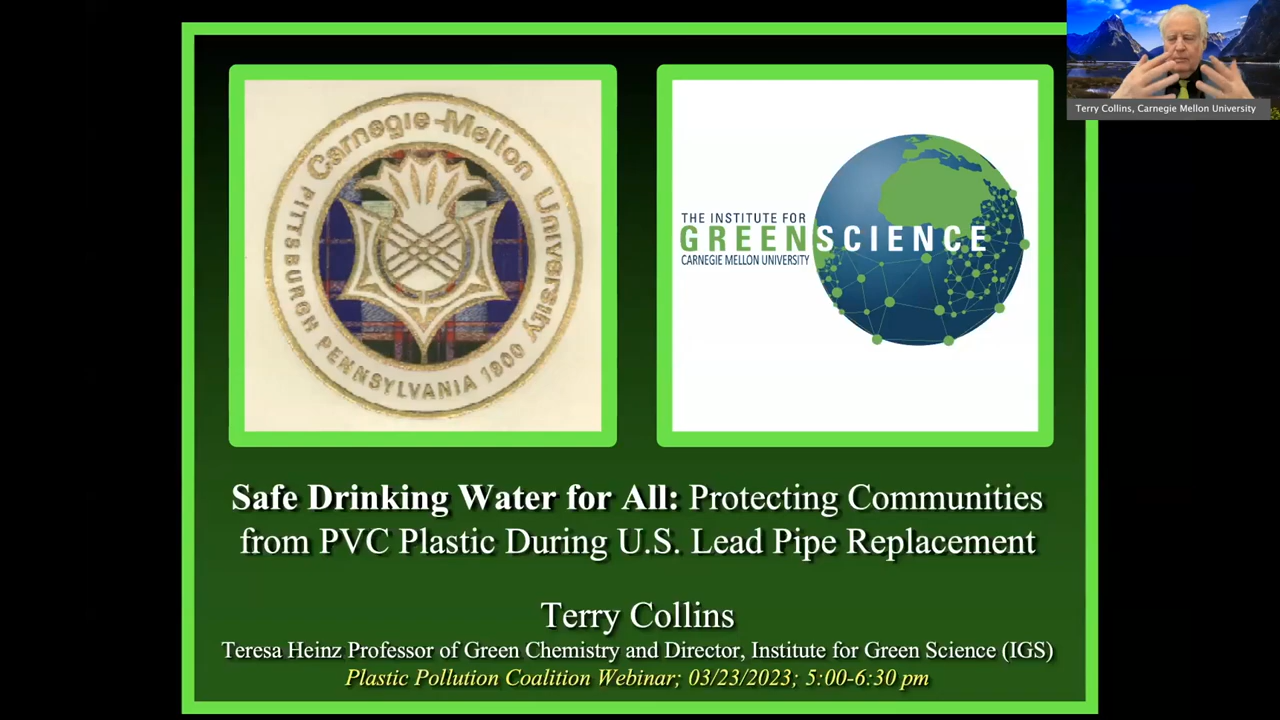 Terry Collins, Carnegie Mellon University
Carnegie-Mellon University
PITTSBURGH PENNSYLVANIA 1900
THE INSTITUTE FOR
GREENSCIENCE
CARNEGIE MELLON UNIVERSITY
Safe Drinking Water for All: Protecting Communities
from PVC Plastic During U.S. Lead Pipe Replacement
Terry Collins
Teresa Heinz Professor of Green Chemistry and Director, Institute for Green Science (IGS)
Plastic Pollution Coalition Webinar; 03/23/2023; 5:00-6:30 pm